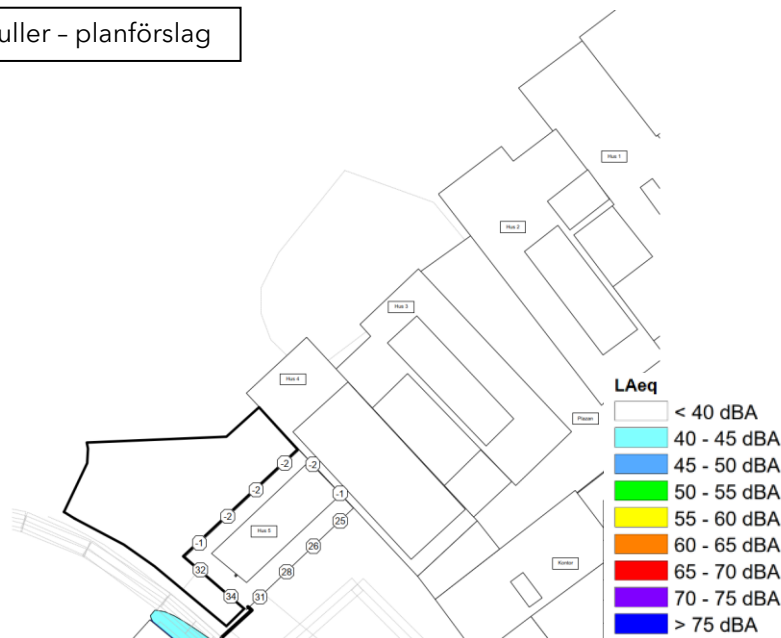 uller – planförslag
Hus 1
Hus 2
Hus 3
Hus 4
Plassen
-2
-2
-2
-1
-2
25
-1
Hus 5
26
32
28
34
31
Kontor
LAeq
< 40 dBA
40 - 45 dBA
45 - 50 dBA
50 - 55 dBA
55 - 60 dBA
60 - 65 dBA
65 - 70 dBA
70 - 75 dBA
> 75 dBA